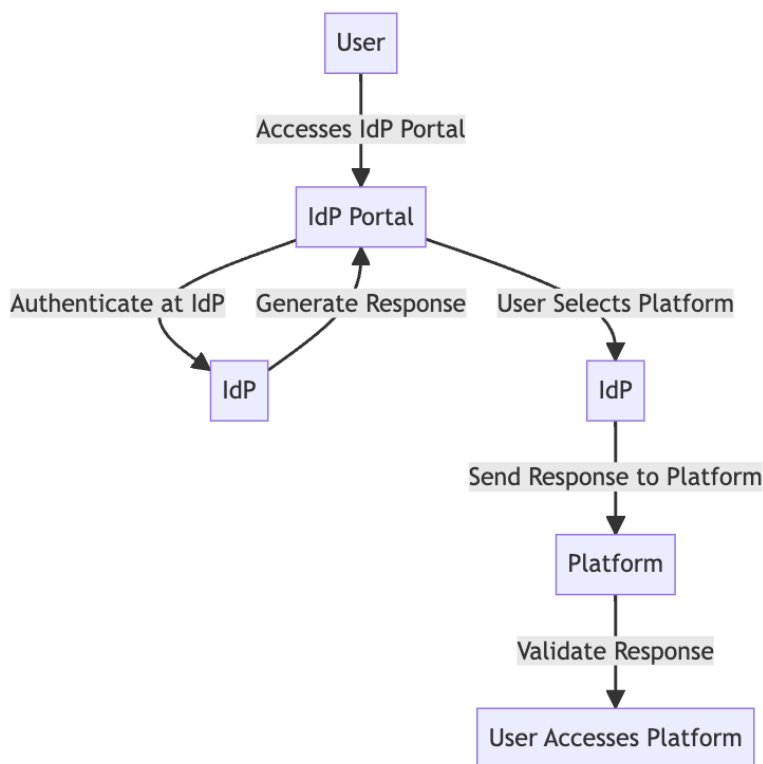 User
Accesses IdP Portal
IdP Portal
Authenticate at IdP
Generate Response
User Selects Platform
IdP
IdP
Send Response to Platform
Platform
Validate Response
User Accesses Platform